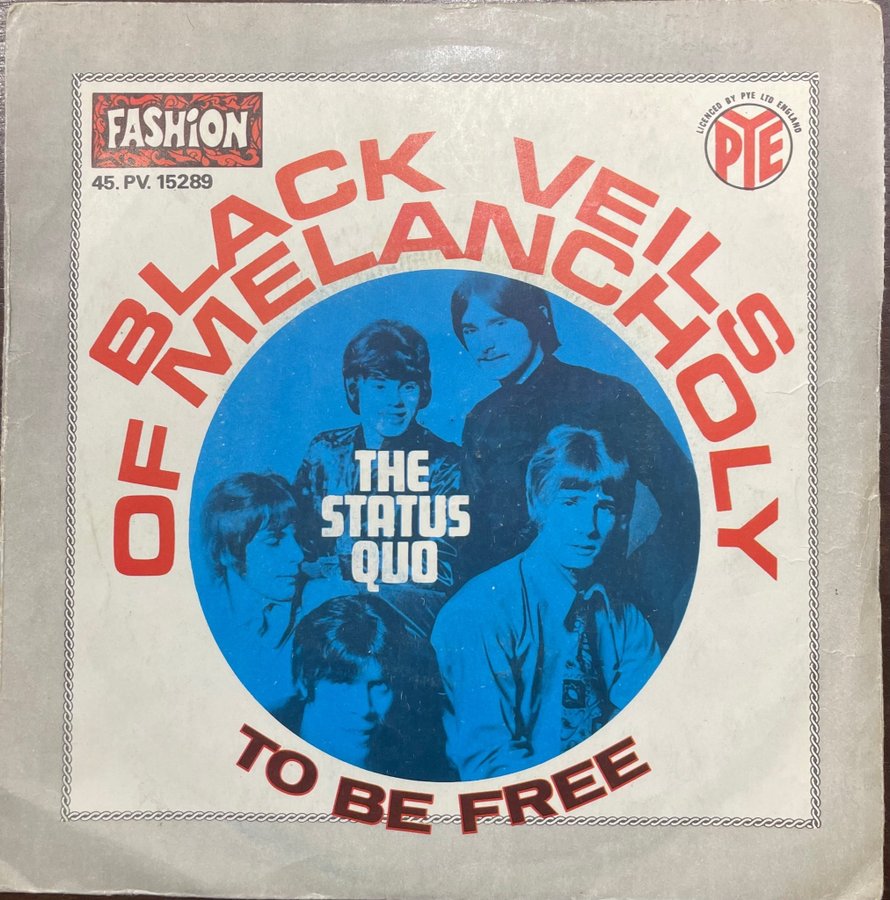 FASHiON
45. PV. 15289
LICENCED BY PYE LTD ENGLAND
PYE
BLACK VEILS
OF MELANCHOLY
THE
STATUS
QUO
TO BE FREE